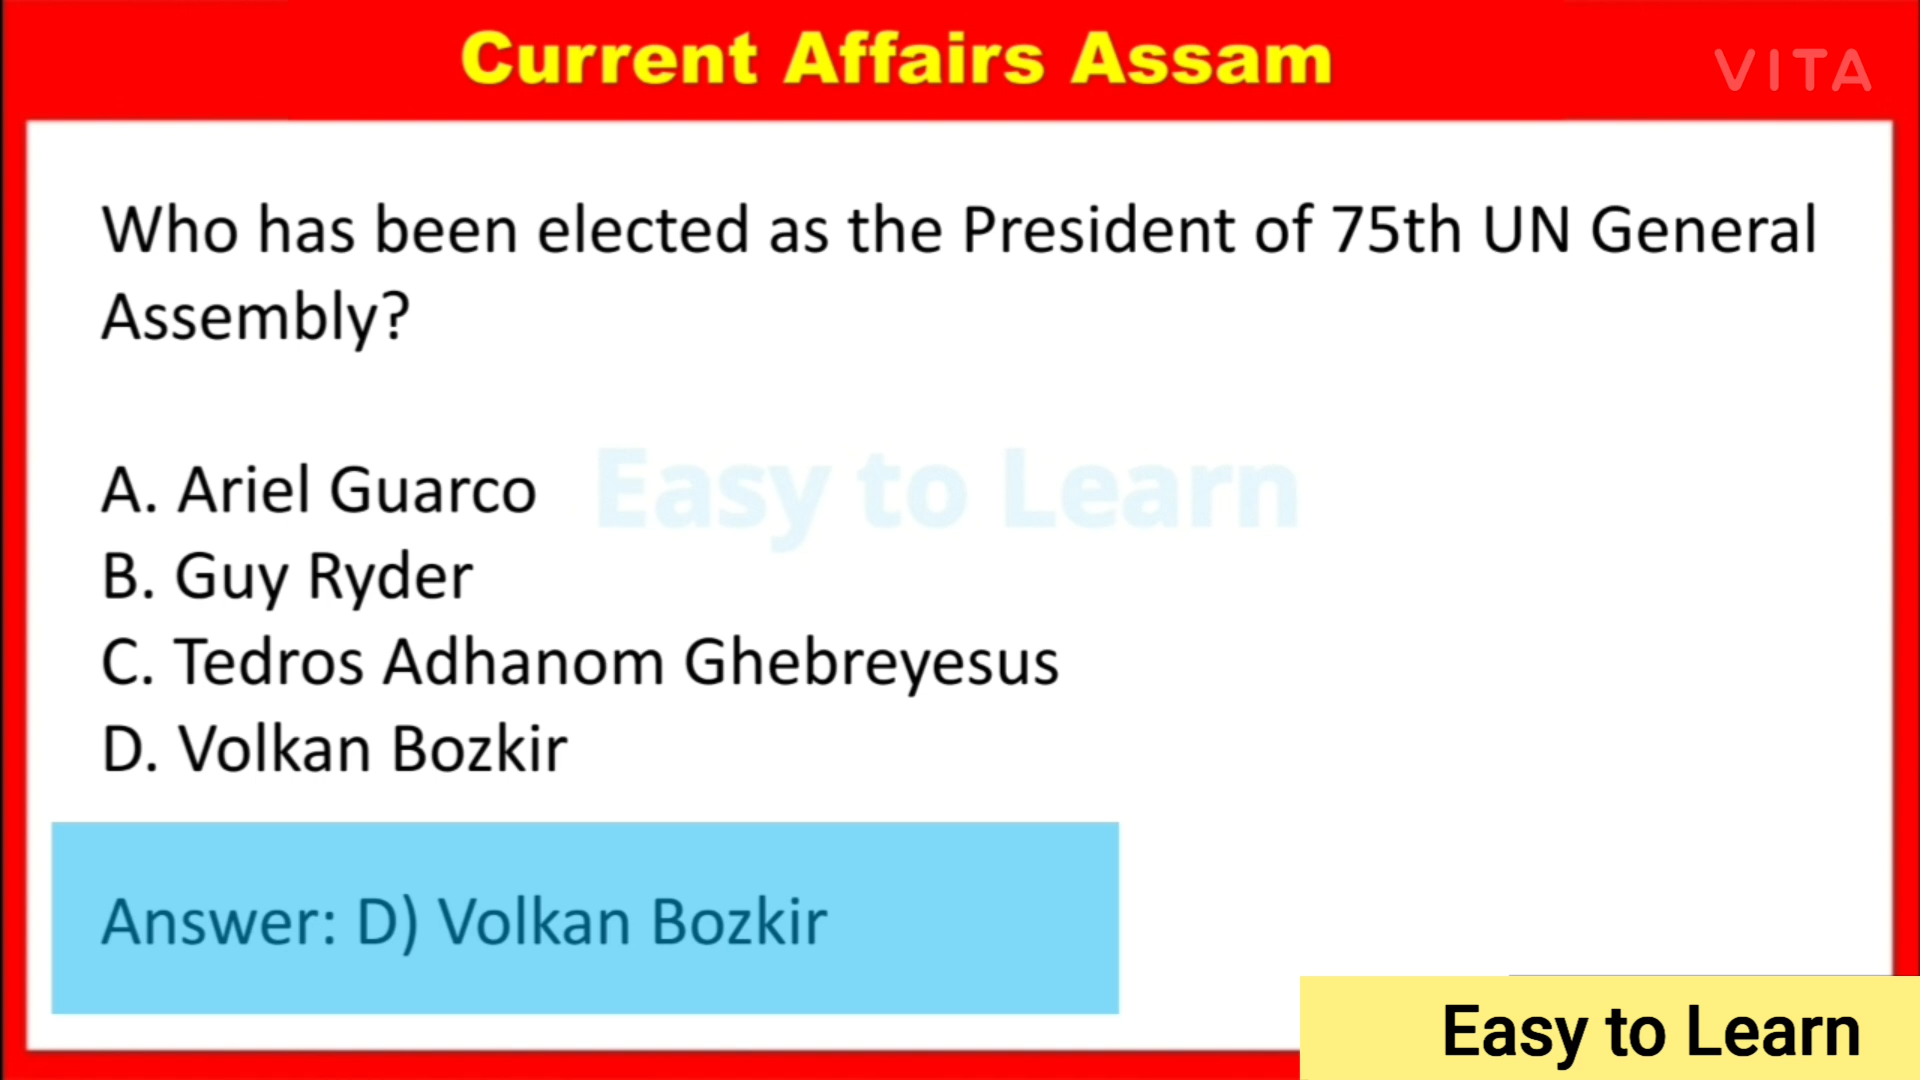 Current Affairs Assam
VITA
Who has been elected as the President of 75th UN General
Assembly?
Easy to Learn
A. Ariel Guarco
B. Guy Ryder
C. Tedros Adhanom Ghebreyesus
D. Volkan Bozkir
Answer: D) Volkan Bozkir
Easy to Learn